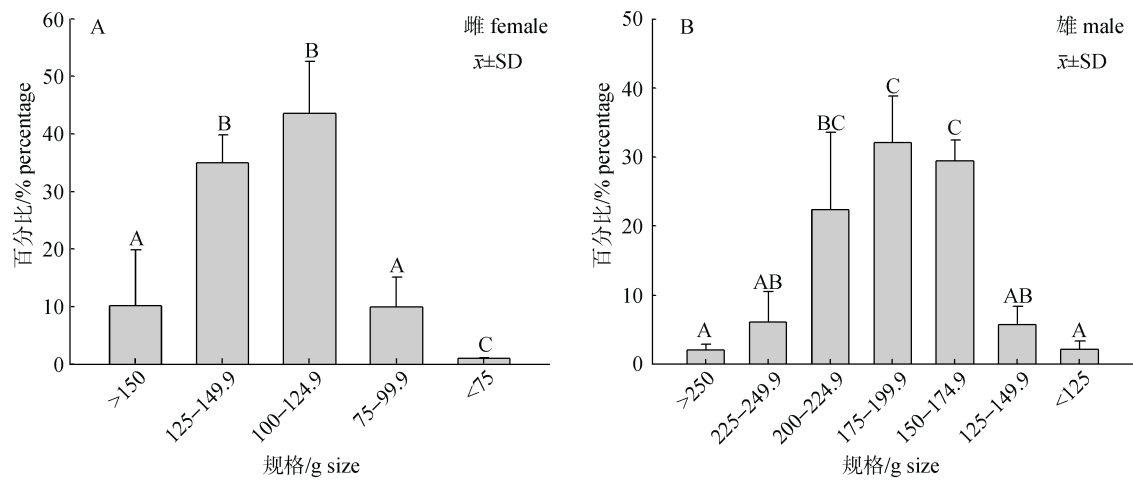 A
雌 female
x̄±SD
百分比/% percentage
60
50
40
30
20
10
0
A
B
B
A
C
>150
125–149.9
100–124.9
75–99.9
<75
规格/g size
B
雄 male
x̄±SD
百分比/% percentage
50
40
30
20
10
0
A
AB
BC
C
C
AB
A
>250
225–249.9
200–224.9
175–199.9
150–174.9
125–149.9
<125
规格/g size